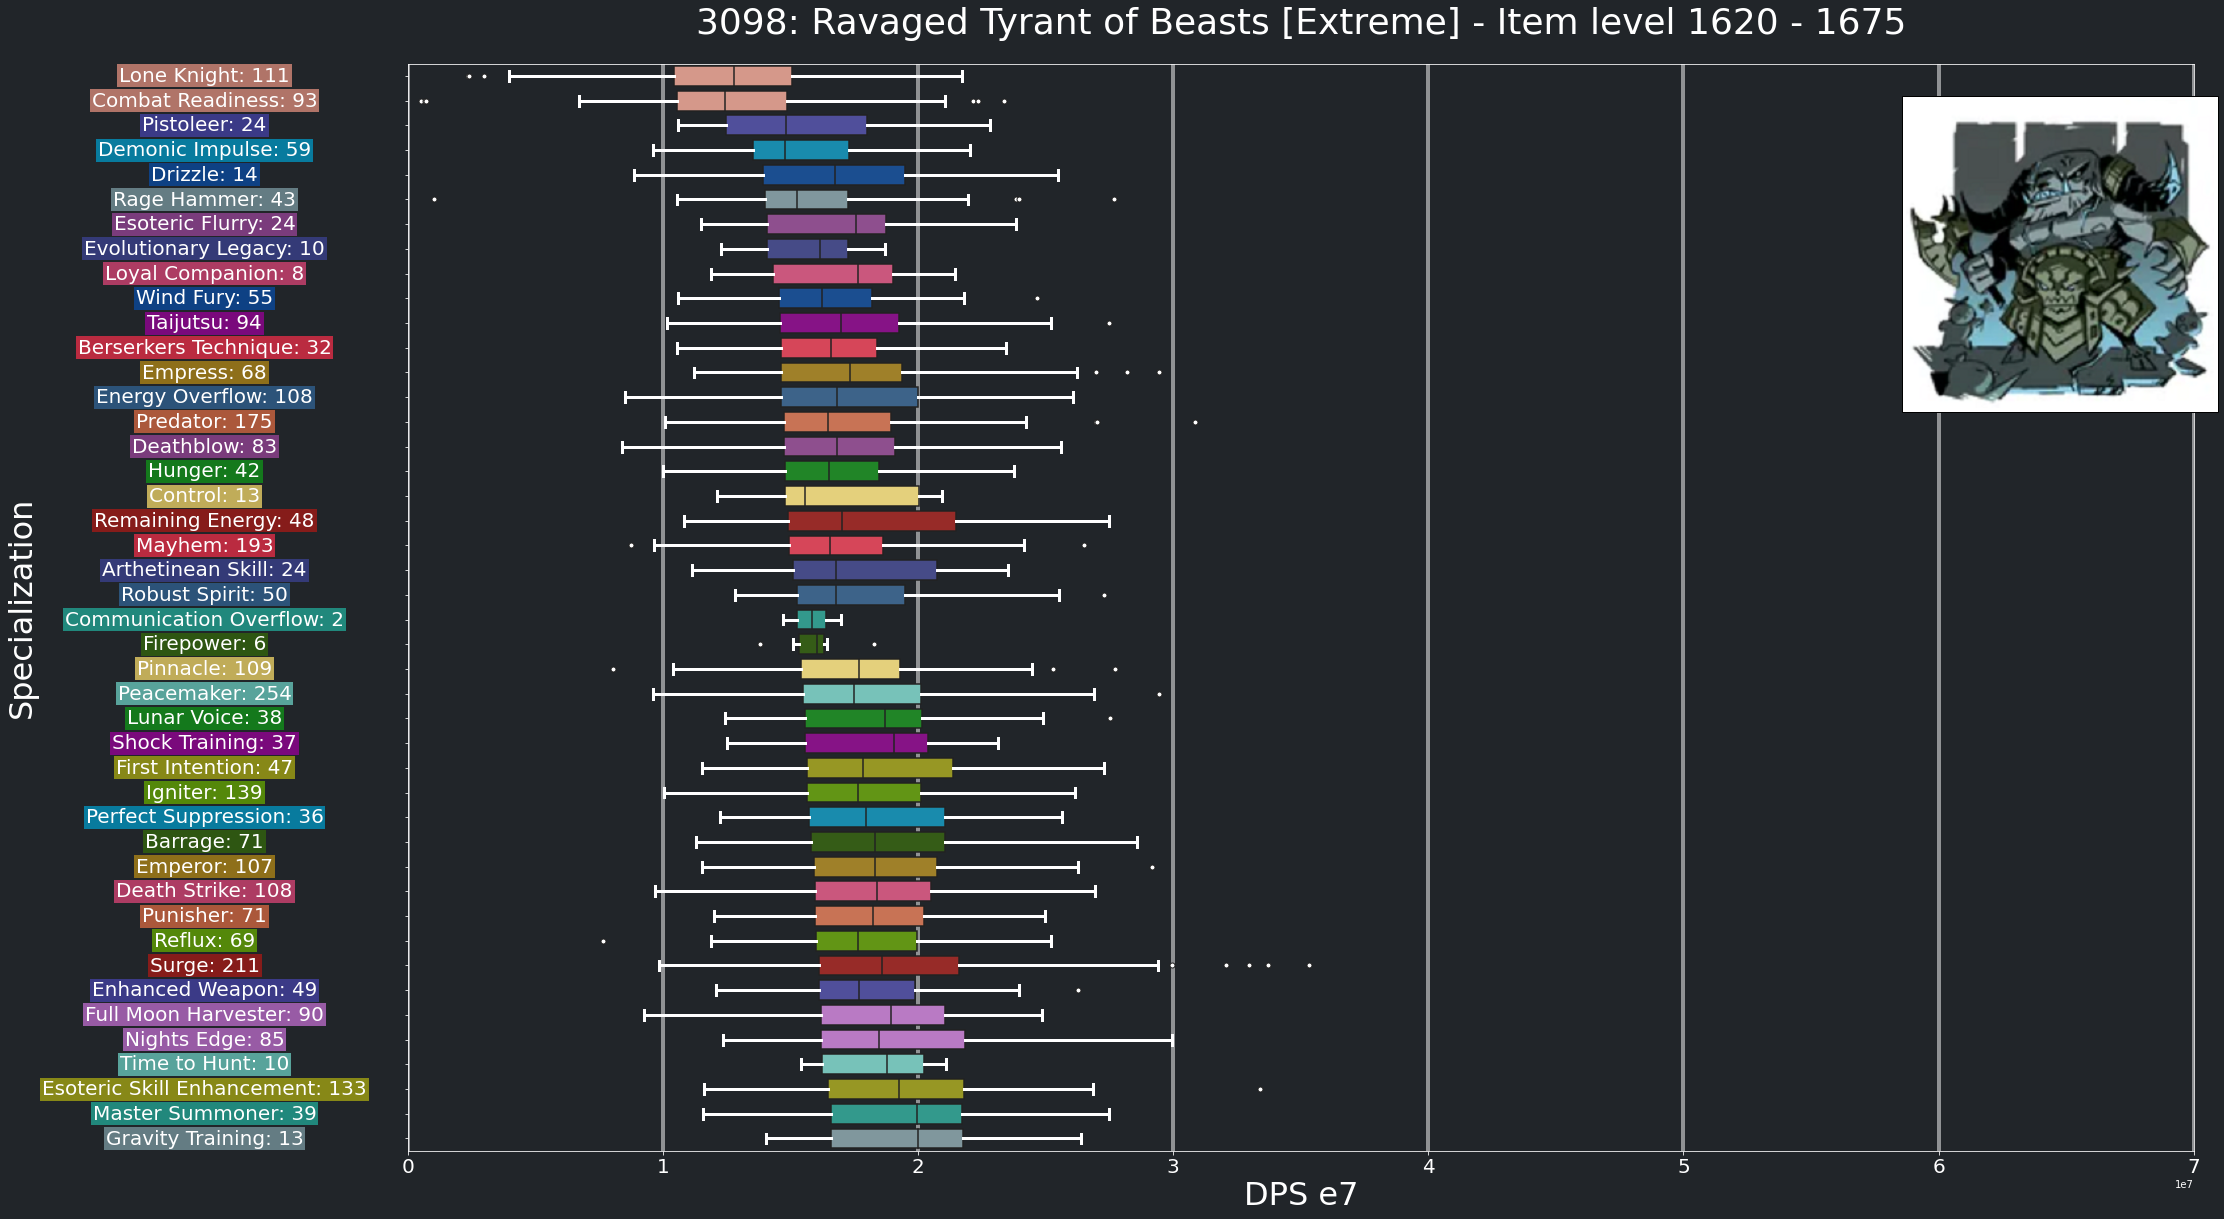 3098: Ravaged Tyrant of Beasts [Extreme] - Item level 1620 - 1675
Lone Knight: 111
Combat Readiness: 93
Pistoleer: 24
Demonic Impulse: 59
Drizzle: 14
Rage Hammer: 43
Esoteric Flurry: 24
Evolutionary Legacy: 10
Loyal Companion: 8
Wind Fury: 55
Taijutsu: 94
Berserkers Technique: 32
Empress: 68
Energy Overflow: 108
Predator: 175
Deathblow: 83
Hunger: 42
Control: 13
Remaining Energy: 48
Mayhem: 193
Arthetinean Skill: 24
Robust Spirit: 50
Communication Overflow: 2
Firepower: 6
Pinnacle: 109
Peacemaker: 254
Lunar Voice: 38
Shock Training: 37
First Intention: 47
Igniter: 139
Perfect Suppression: 36
Barrage: 71
Emperor: 107
Death Strike: 108
Punisher: 71
Reflux: 69
Surge: 211
Enhanced Weapon: 49
Full Moon Harvester: 90
Nights Edge: 85
Time to Hunt: 10
Esoteric Skill Enhancement: 133
Master Summoner: 39
Gravity Training: 13
Specialization
0 1 2 3 4 5 6 7
1e7
DPS e7